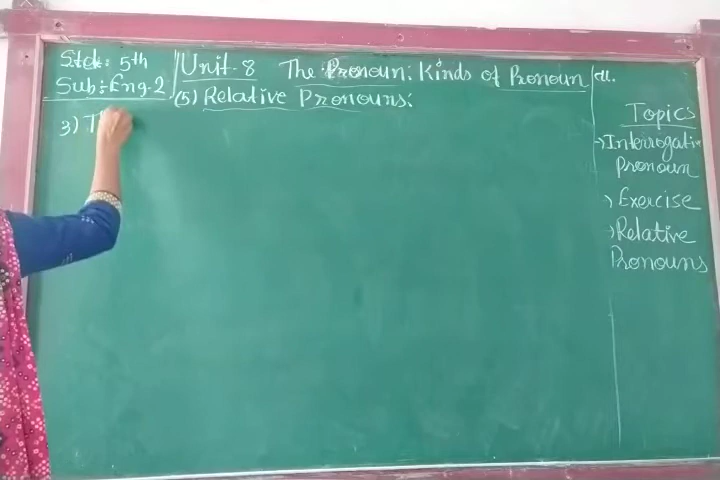 Std: 5th
Sub:- Eng-2
Unit-8 The Pronoun: Kinds of Pronoun
(5) Relative Pronouns:
3) T
Topics
→ Interrogative
Pronoun
→ Exercise
→ Relative
Pronouns